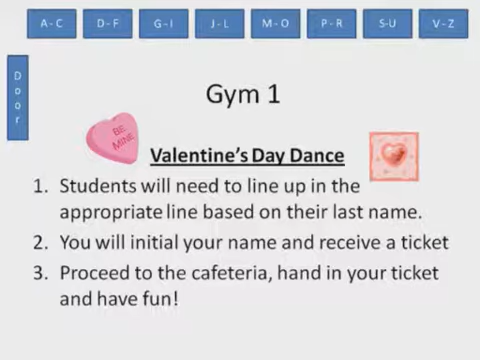 A - C D - F G - I J - L M - O P - R S-U V - Z
Door
Gym 1
BE
MINE
Valentine's Day Dance
1. Students will need to line up in the
appropriate line based on their last name.
2. You will initial your name and receive a ticket
3. Proceed to the cafeteria, hand in your ticket
and have fun!